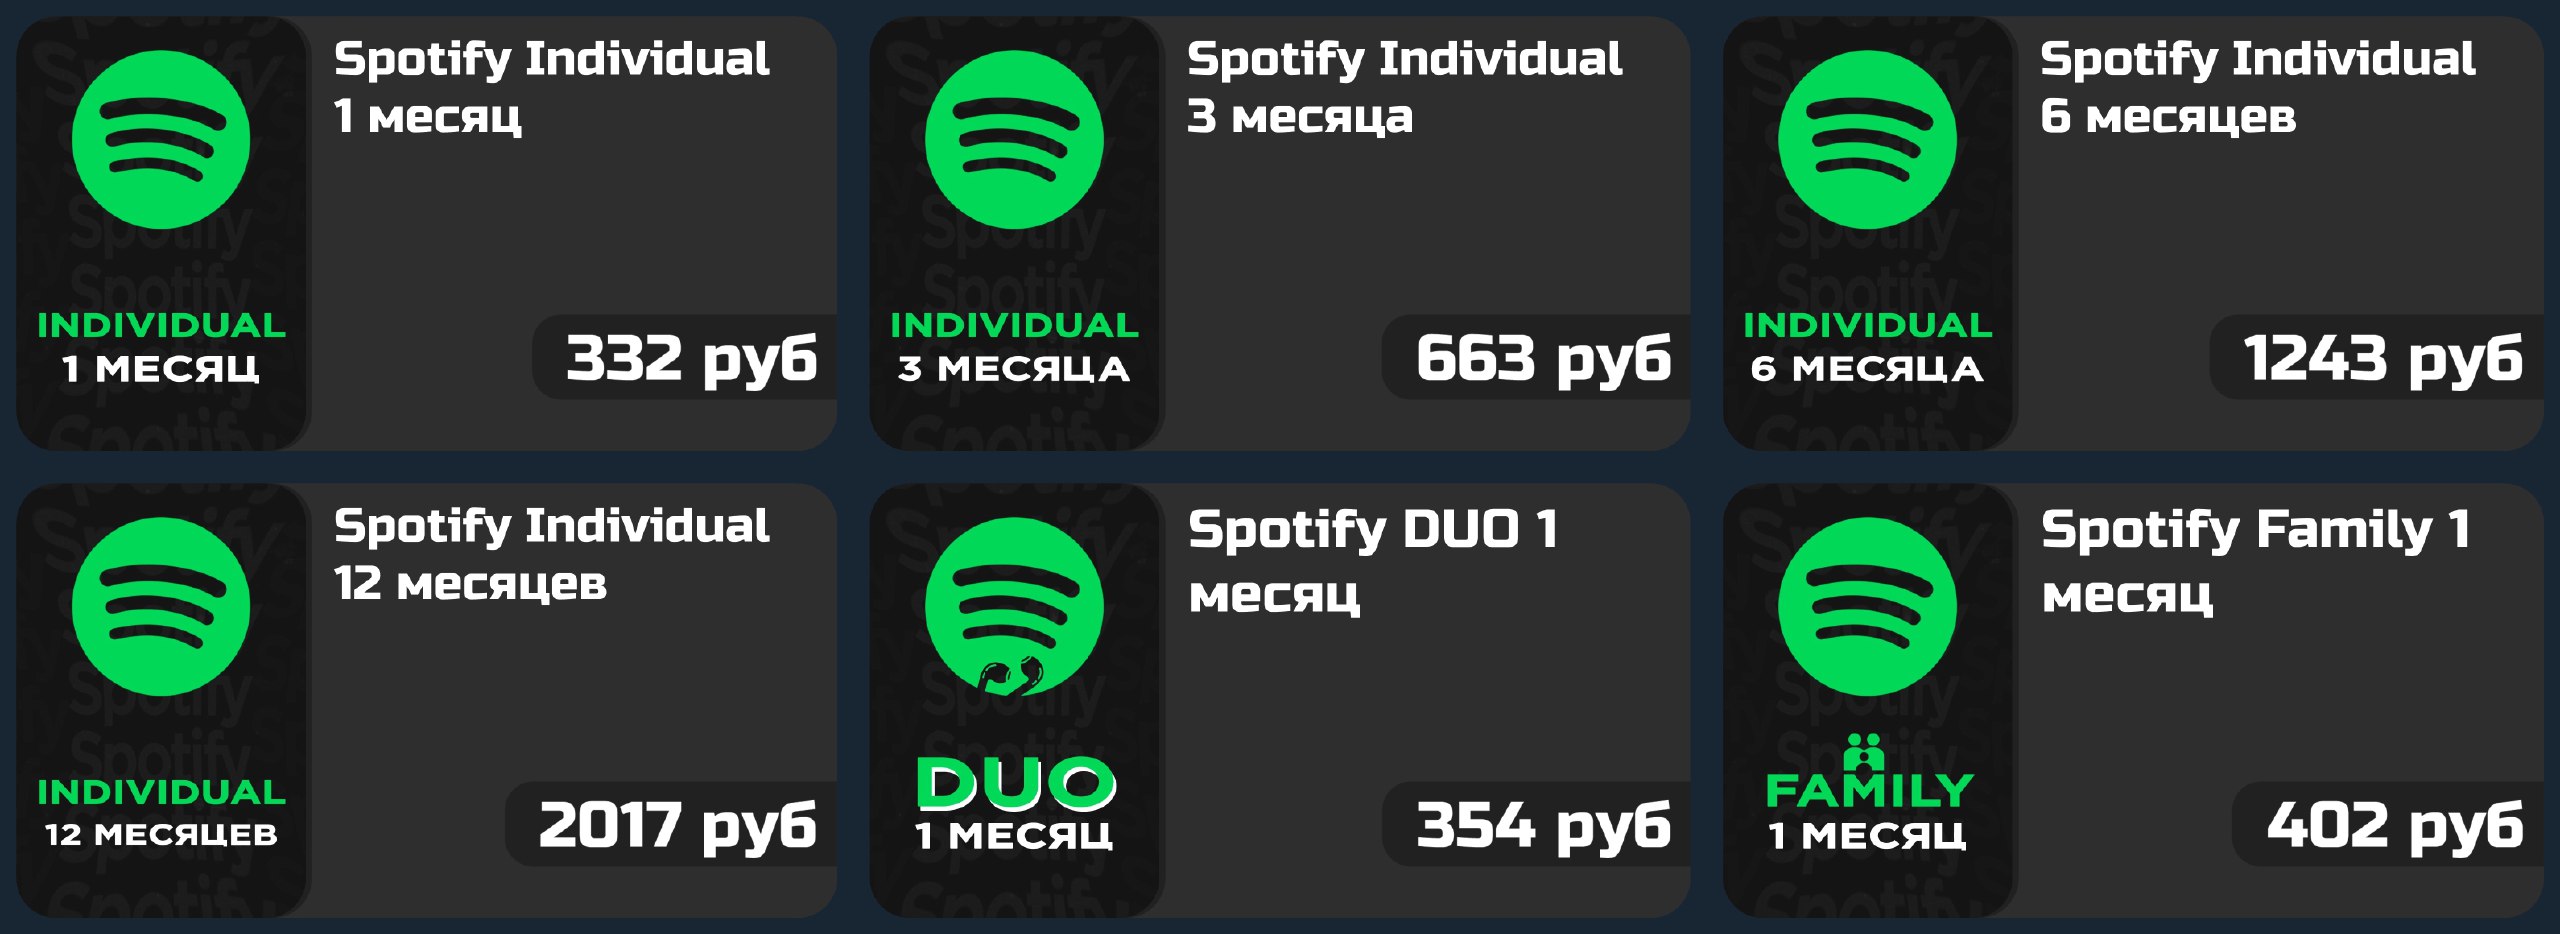 Spotify Individual
1 месяц
INDIVIDUAL
1 МЕСЯЦ
332 руб
Spotify Individual
3 месяца
INDIVIDUAL
3 МЕСЯЦА
663 руб
Spotify Individual
6 месяцев
INDIVIDUAL
6 МЕСЯЦА
1243 руб
Spotify Individual
12 месяцев
INDIVIDUAL
12 МЕСЯЦЕВ
2017 руб
Spotify DUO 1
месяц
DUO
1 МЕСЯЦ
354 руб
Spotify Family 1
месяц
FAMILY
1 МЕСЯЦ
402 руб